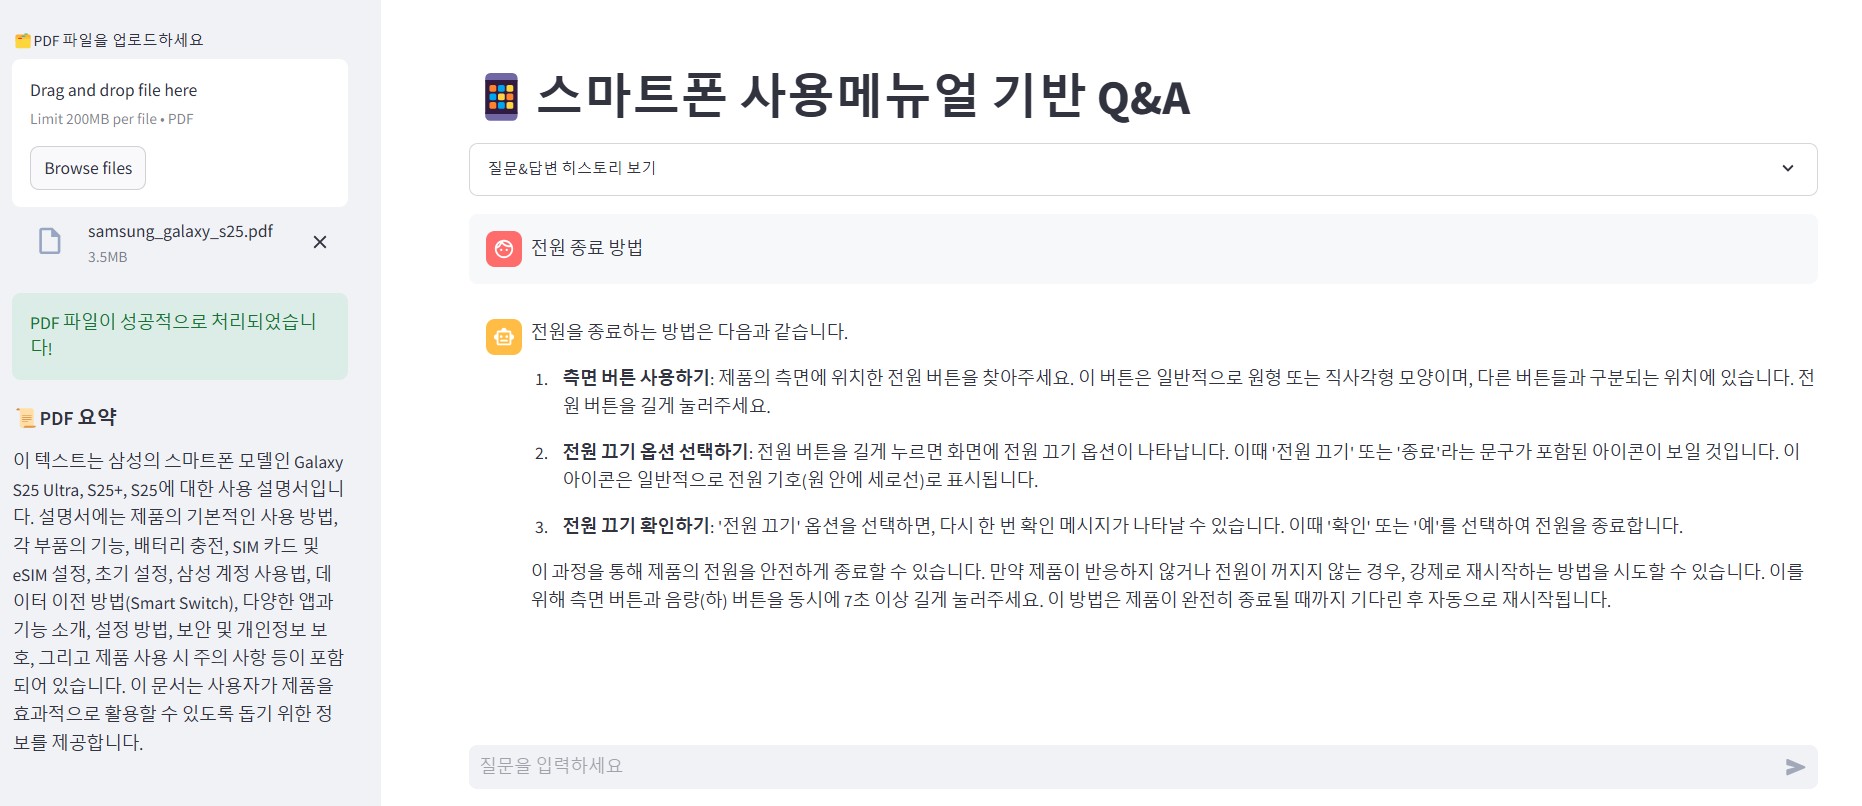 PDF 파일을 업로드하세요
Drag and drop file here
Limit 200MB per file • PDF
Browse files
samsung_galaxy_s25.pdf
3.5MB
PDF 파일이 성공적으로 처리되었습니
다!
PDF 요약
이 텍스트는 삼성의 스마트폰 모델인 Galaxy
S25 Ultra, S25+, S25에 대한 사용 설명서입니
다. 설명서에는 제품의 기본적인 사용 방법,
각 부품의 기능, 배터리 충전, SIM 카드 및
eSIM 설정, 초기 설정, 삼성 계정 사용법, 데
이터 이전 방법(Smart Switch), 다양한 앱과
기능 소개, 설정 방법, 보안 및 개인정보 보
호, 그리고 제품 사용 시 주의 사항 등이 포함
되어 있습니다. 이 문서는 사용자가 제품을
효과적으로 활용할 수 있도록 돕기 위한 정
보를 제공합니다.
스마트폰 사용메뉴얼 기반 Q&A
질문&답변 히스토리 보기
전원 종료 방법
전원을 종료하는 방법은 다음과 같습니다.
1. 측면 버튼 사용하기: 제품의 측면에 위치한 전원 버튼을 찾아주세요. 이 버튼은 일반적으로 원형 또는 직사각형 모양이며, 다른 버튼들과 구분되는 위치에 있습니다. 전
원 버튼을 길게 눌러주세요.
2. 전원 끄기 옵션 선택하기: 전원 버튼을 길게 누르면 화면에 전원 끄기 옵션이 나타납니다. 이때 '전원 끄기' 또는 '종료'라는 문구가 포함된 아이콘이 보일 것입니다. 이
아이콘은 일반적으로 전원 기호(원 안에 세로선)로 표시됩니다.
3. 전원 끄기 확인하기: '전원 끄기' 옵션을 선택하면, 다시 한 번 확인 메시지가 나타날 수 있습니다. 이때 '확인' 또는 '예'를 선택하여 전원을 종료합니다.
이 과정을 통해 제품의 전원을 안전하게 종료할 수 있습니다. 만약 제품이 반응하지 않거나 전원이 꺼지지 않는 경우, 강제로 재시작하는 방법을 시도할 수 있습니다. 이를
위해 측면 버튼과 음량(하) 버튼을 동시에 7초 이상 길게 눌러주세요. 이 방법은 제품이 완전히 종료될 때까지 기다린 후 자동으로 재시작됩니다.
질문을 입력하세요